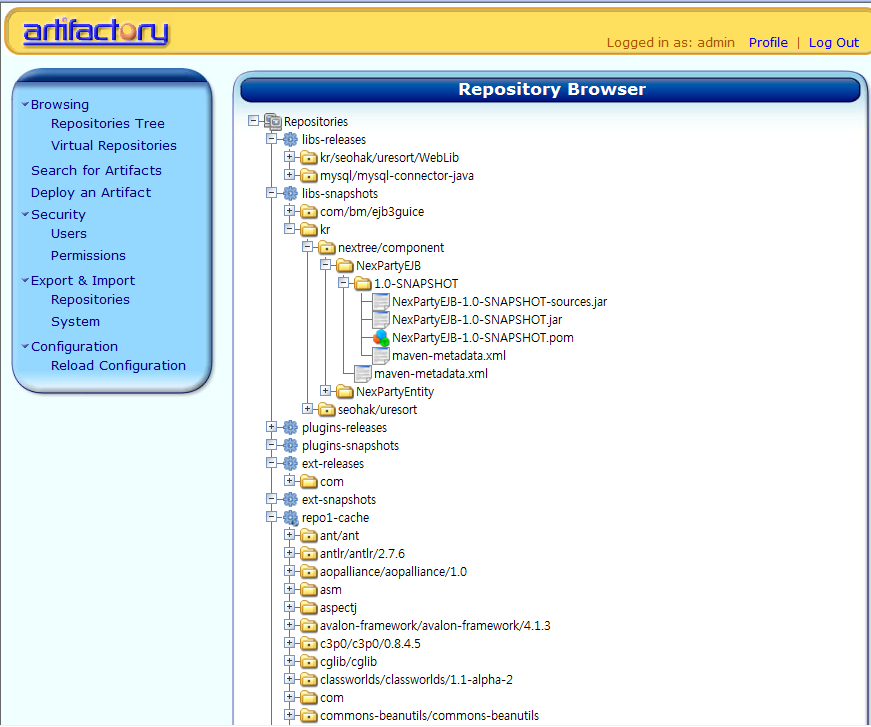 artifactory
Logged in as: admin Profile | Log Out
Browsing
Repositories Tree
Virtual Repositories
Search for Artifacts
Deploy an Artifact
Security
Users
Permissions
Export & Import
Repositories
System
Configuration
Reload Configuration
Repository Browser
Repositories
libs-releases
kr/seohak/uresort/WebLib
mysql/mysql-connector-java
libs-snapshots
com/bm/ejb3guice
kr
nextree/component
NexPartyEJB
1.0-SNAPSHOT
NexPartyEJB-1.0-SNAPSHOT-sources.jar
NexPartyEJB-1.0-SNAPSHOT.jar
NexPartyEJB-1.0-SNAPSHOT.pom
maven-metadata.xml
maven-metadata.xml
NexPartyEntity
seohak/uresort
plugins-releases
plugins-snapshots
ext-releases
com
ext-snapshots
repo1-cache
ant/ant
antlr/antlr/2.7.6
aopalliance/aopalliance/1.0
asm
aspectj
avalon-framework/avalon-framework/4.1.3
c3p0/c3p0/0.8.4.5
cglib/cglib
classworlds/classworlds/1.1-alpha-2
com
commons-beanutils/commons-beanutils